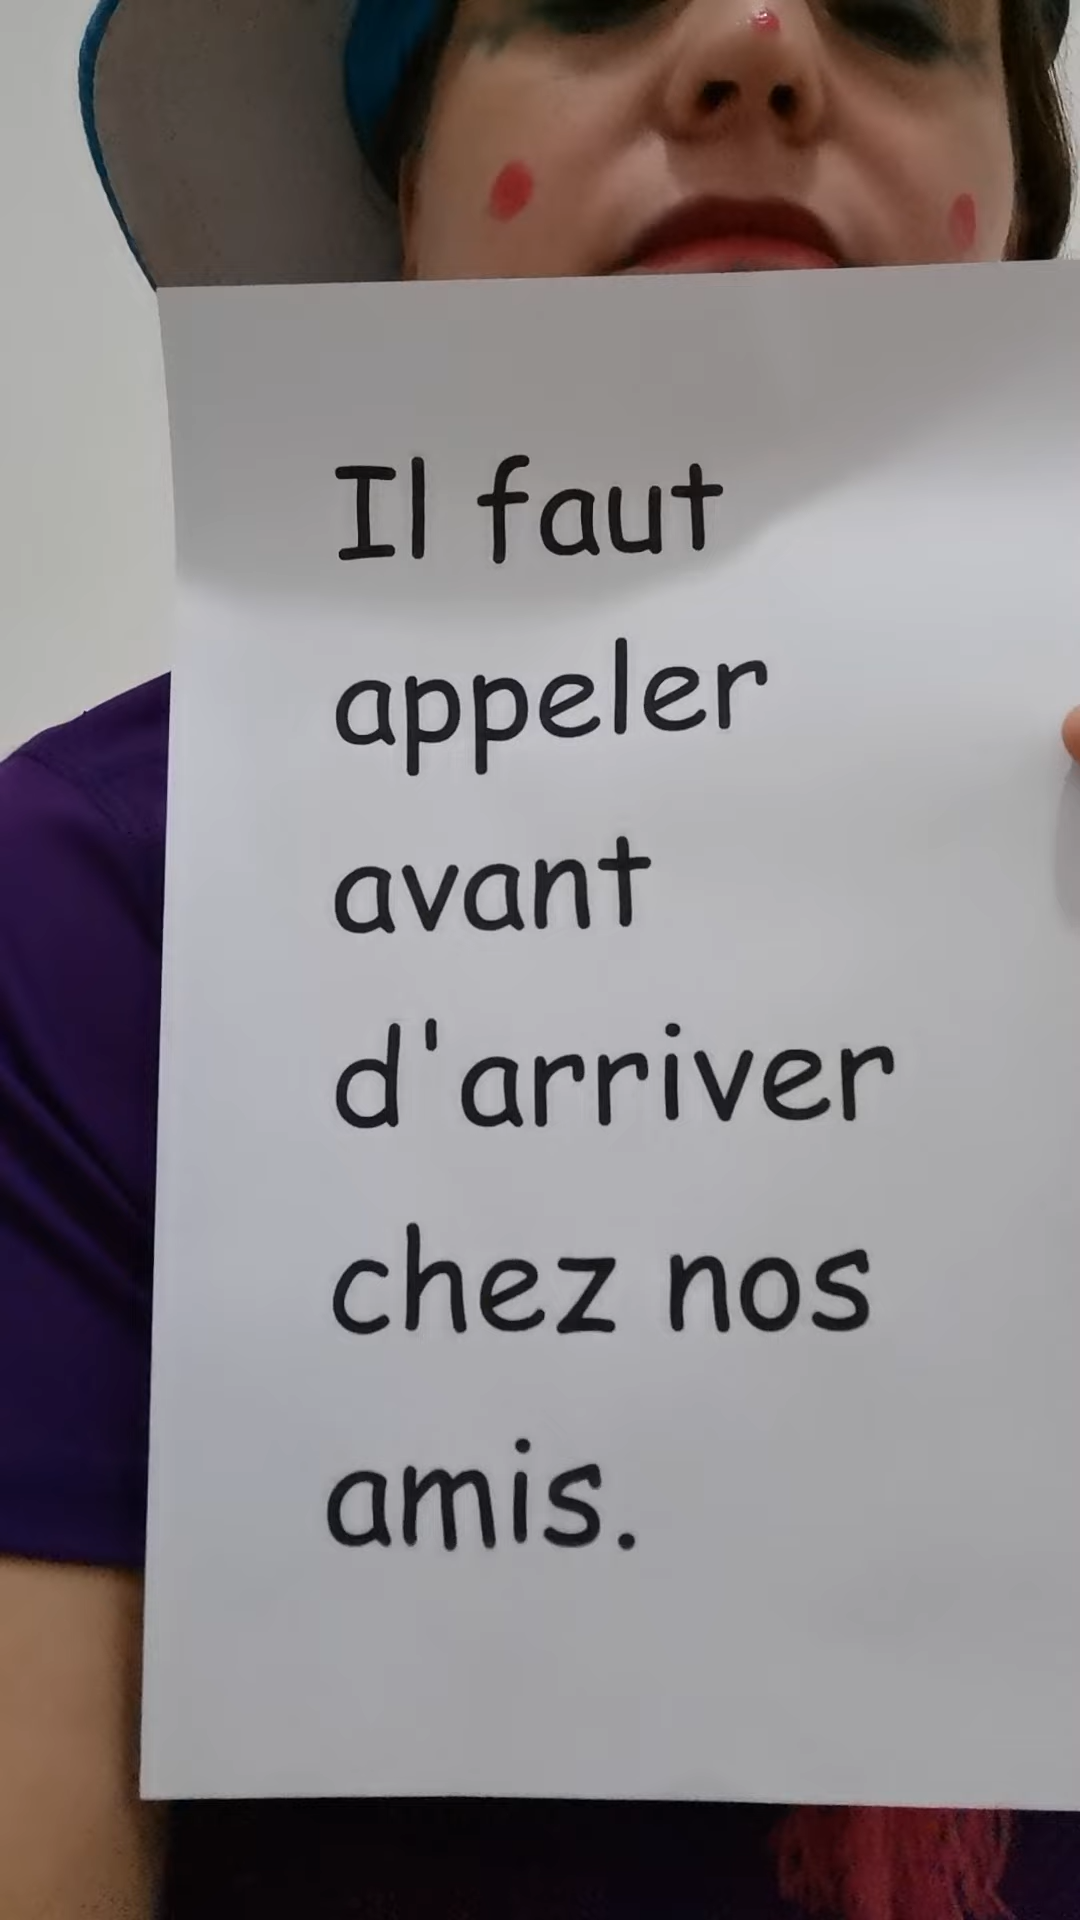 Il faut
appeler
avant
d'arriver
chez nos
amis.